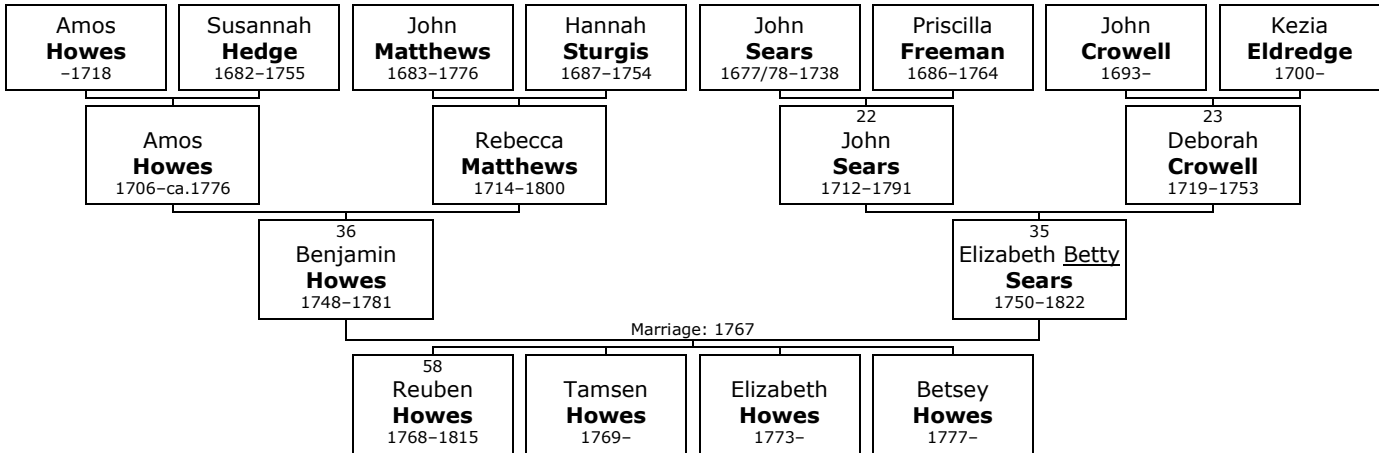 Amos
Howes
–1718
Susannah
Hedge
1682–1755
John
Matthews
1683–1776
Hannah
Sturgis
1687–1754
John
Sears
1677/78–1738
Priscilla
Freeman
1686–1764
John
Crowell
1693–
Kezia
Eldredge
1700–
Amos
Howes
1706–ca.1776
Rebecca
Matthews
1714–1800
22
John
Sears
1712–1791
23
Deborah
Crowell
1719–1753
36
Benjamin
Howes
1748–1781
35
Elizabeth Betty
Sears
1750–1822
Marriage: 1767
58
Reuben
Howes
1768–1815
Tamsen
Howes
1769–
Elizabeth
Howes
1773–
Betsey
Howes
1777–